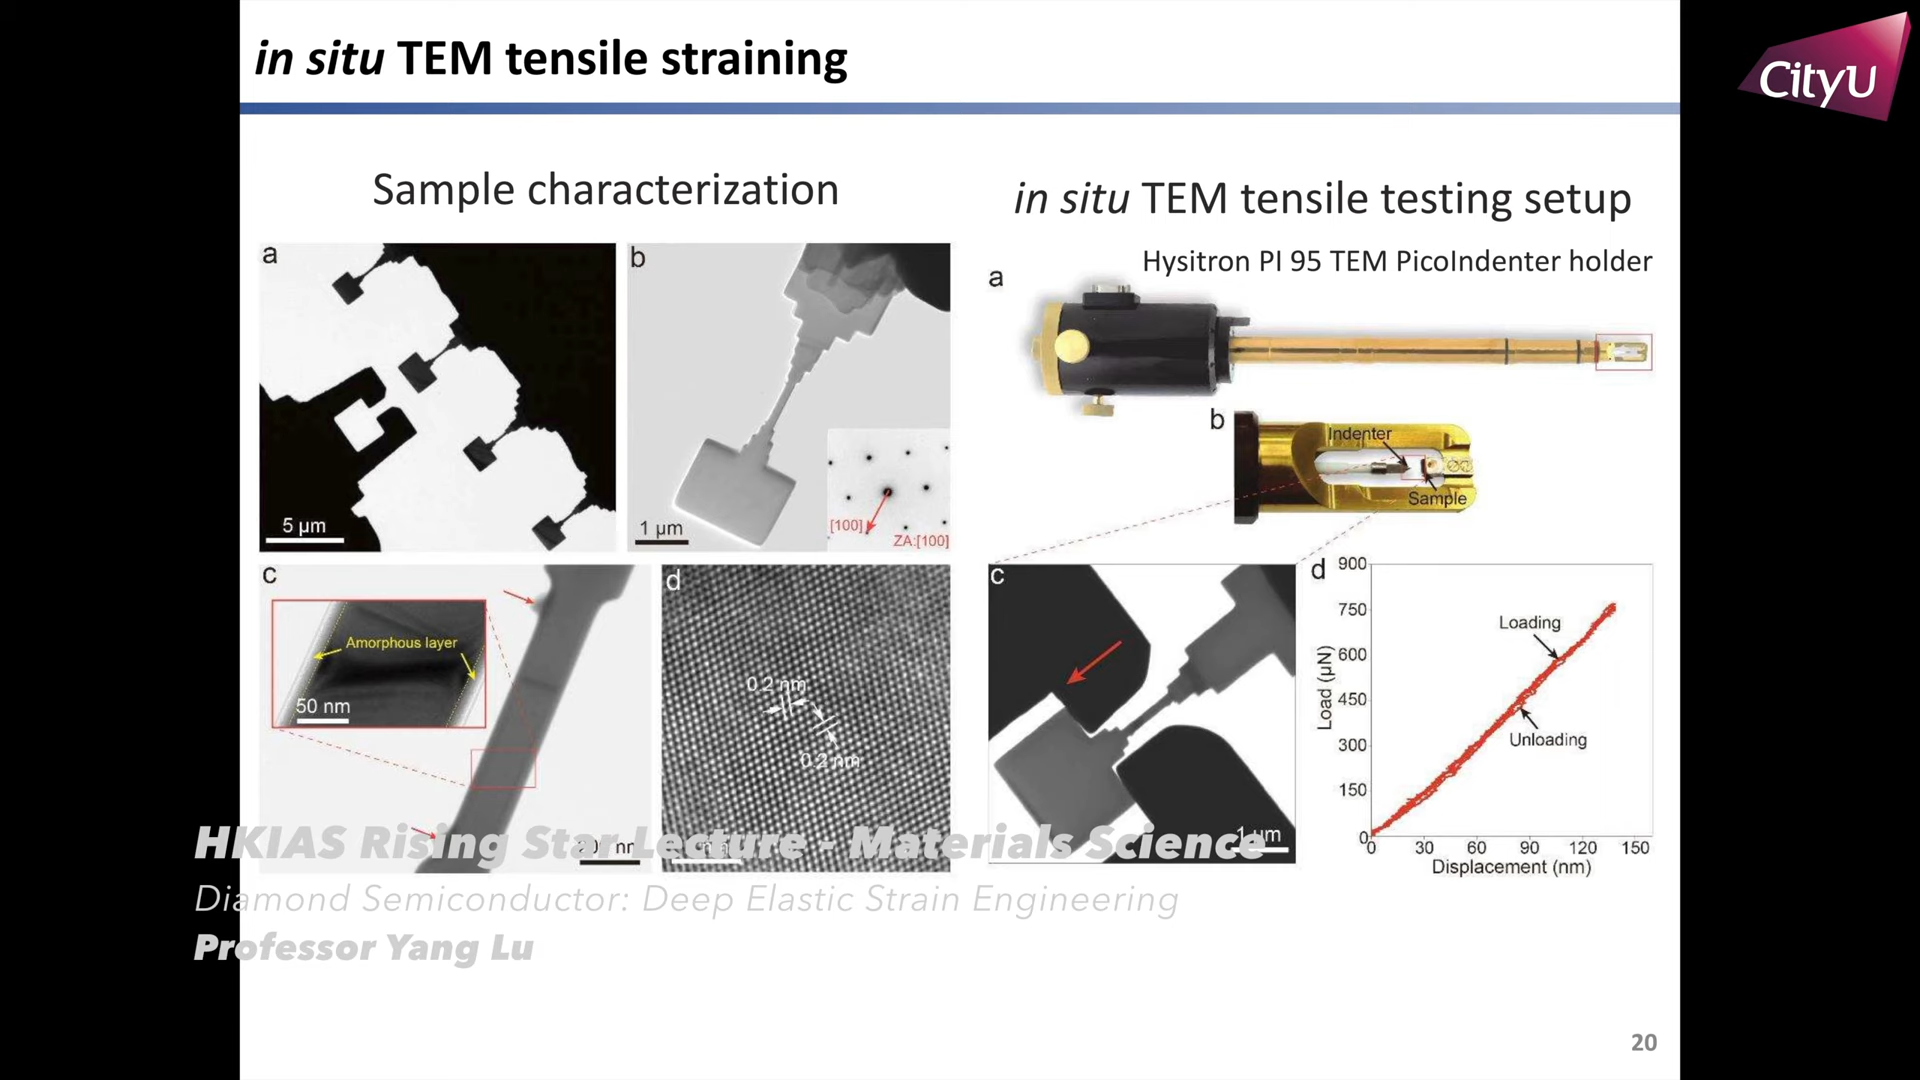 in situ TEM tensile straining
CityU
Sample characterization
a
5 µm
b
1 µm
[100]
ZA:[100]
c
Amorphous layer
50 nm
d
0.2 nm
0.2 nm
in situ TEM tensile testing setup
Hysitron PI 95 TEM PicoIndenter holder
a
b
Indenter
Sample
c
1 µm
d
Load (µN)
900
750
600
450
300
150
0
Loading
Unloading
0 30 60 90 120 150
Displacement (nm)
HKIAS Rising Star Lecture - Materials Science
Diamond Semiconductor: Deep Elastic Strain Engineering
Professor Yang Lu
20